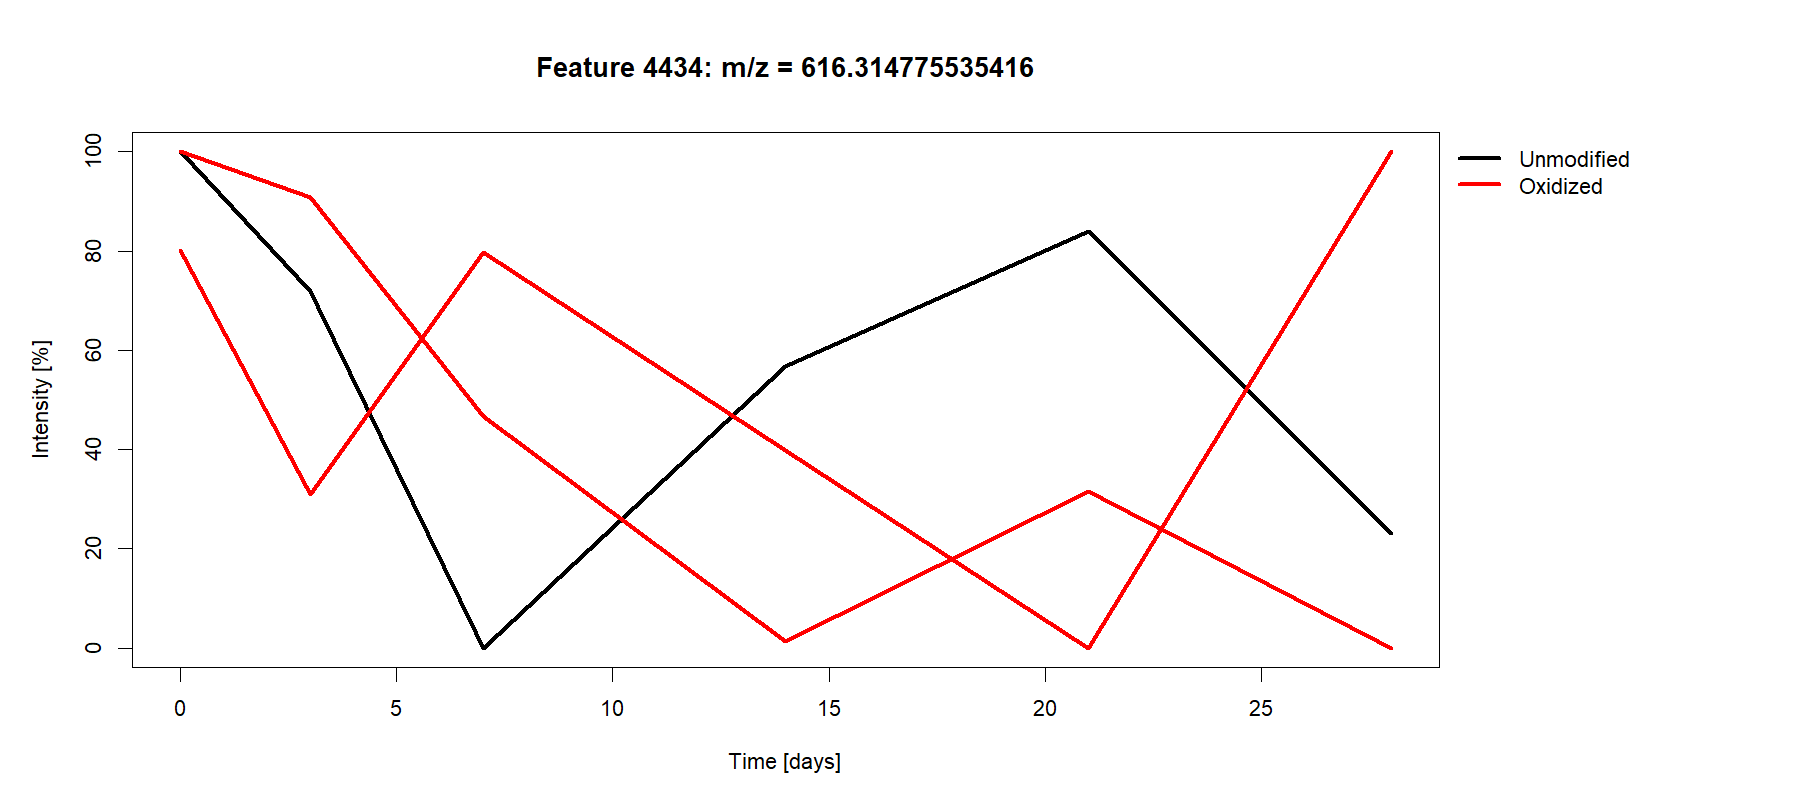 Feature 4434: m/z = 616.314775535416
Unmodified
Oxidized
Intensity [%]
100
80
60
40
20
0
0 5 10 15 20 25
Time [days]